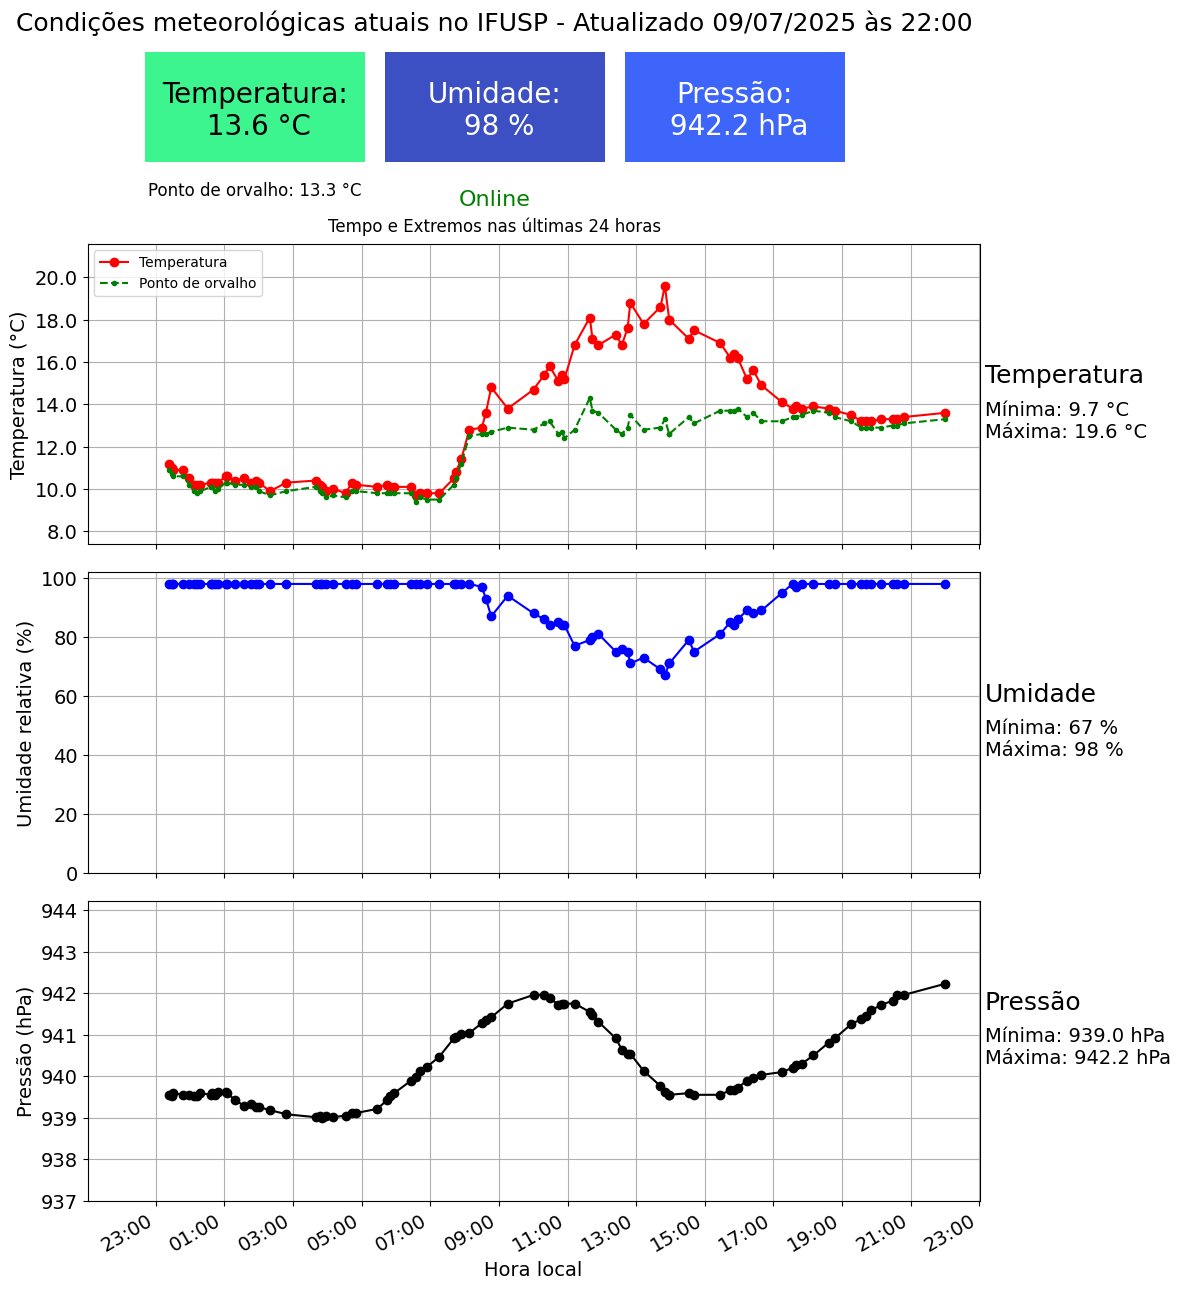 Condições meteorológicas atuais no IFUSP - Atualizado 09/07/2025 às 22:00
Temperatura:
13.6 °C
Umidade:
98 %
Pressão:
942.2 hPa
Ponto de orvalho: 13.3 °C
Online
Tempo e Extremos nas últimas 24 horas
Temperatura
Ponto de orvalho
Temperatura (°C)
20.0
18.0
16.0
14.0
12.0
10.0
8.0
Temperatura
Mínima: 9.7 °C
Máxima: 19.6 °C
Umidade relativa (%)
100
80
60
40
20
0
Umidade
Mínima: 67 %
Máxima: 98 %
Pressão (hPa)
944
943
942
941
940
939
938
937
Pressão
Mínima: 939.0 hPa
Máxima: 942.2 hPa
23:00
01:00
03:00
05:00
07:00
09:00
11:00
13:00
15:00
17:00
19:00
21:00
23:00
Hora local